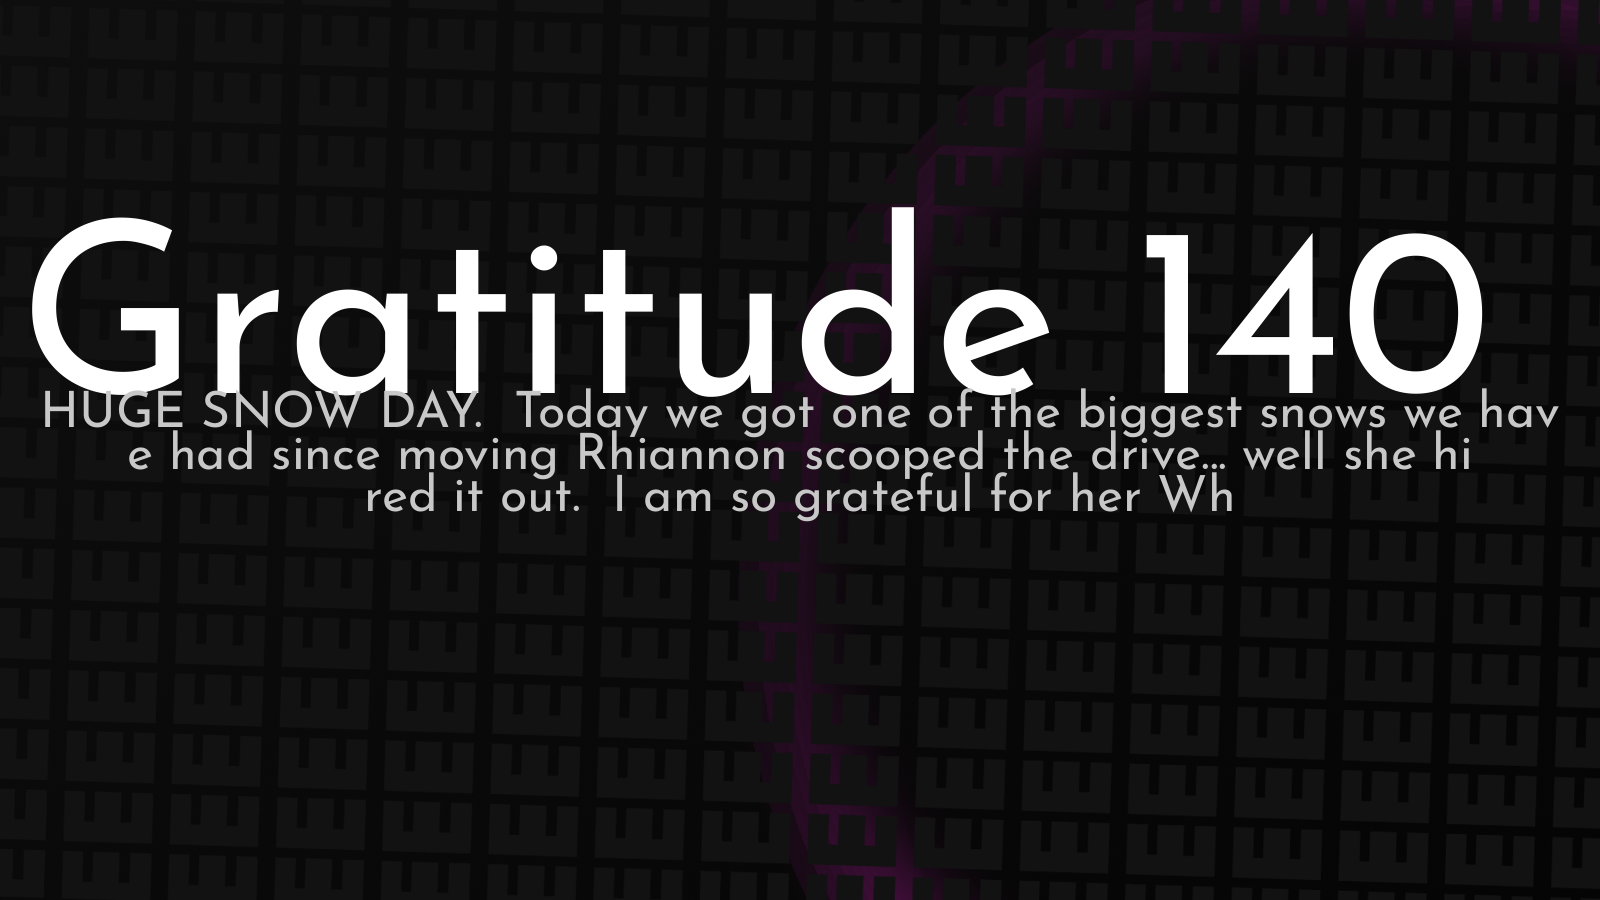 Gratitude 140
HUGE SNOW DAY.  Today we got one of the biggest snows we hav
e had since moving Rhiannon scooped the drive... well she hi
red it out.  I am so grateful for her Wh